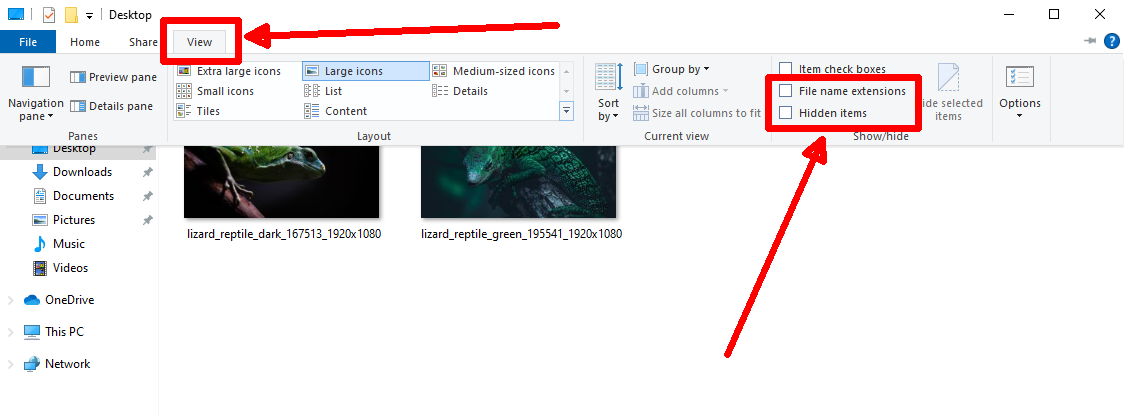 Desktop
File Home Share View
Navigation pane
Preview pane
Details pane
Panes
Extra large icons Large icons Medium-sized icons
Small icons List Details
Tiles Content
Layout
Sort by
Group by
Add columns
Size all columns to fit
Current view
Item check boxes
File name extensions
Hidden items
selected
items
Show/hide
Options
Desktop
Downloads
Documents
Pictures
Music
Videos
OneDrive
This PC
Network
lizard_reptile_dark_167513_1920x1080
lizard_reptile_green_195541_1920x1080